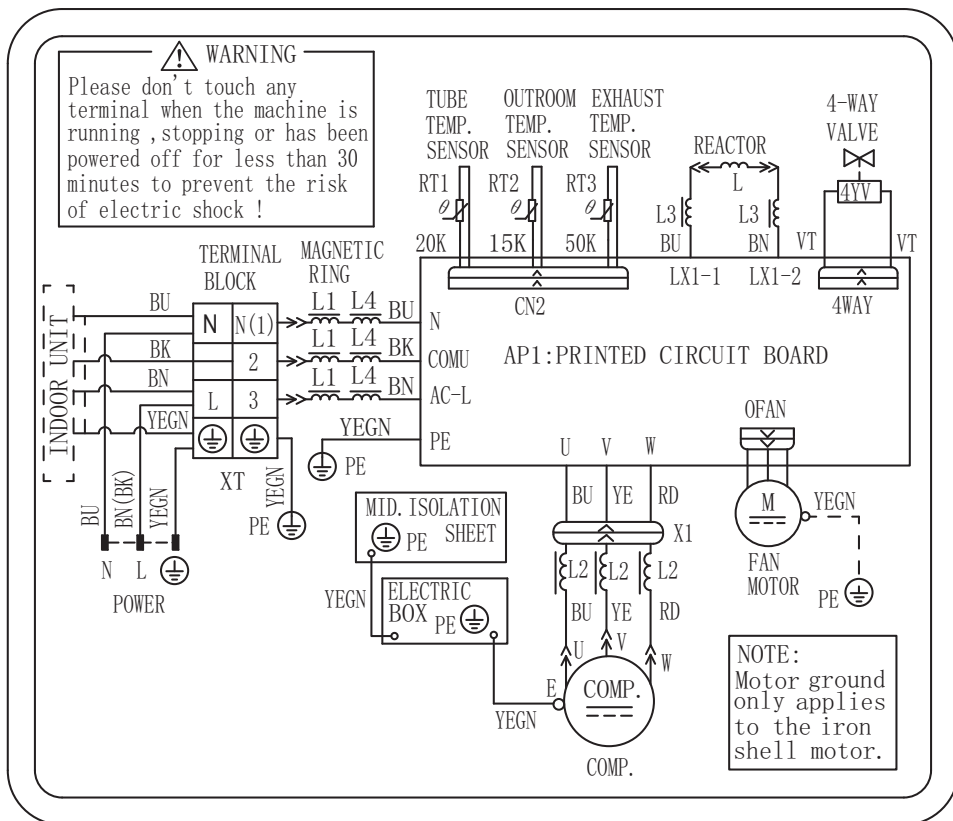 WARNING
Please don't touch any
terminal when the machine is
running ,stopping or has been
powered off for less than 30
minutes to prevent the risk
of electric shock !
TUBE
TEMP.
SENSOR
OUTROOM
TEMP.
SENSOR
EXHAUST
TEMP.
SENSOR
4-WAY
VALVE
REACTOR
L
RT1
RT2
RT3
θ
θ
θ
20K
15K
50K
L3
L3
BU
BN
4YV
VT
VT
CN2
LX1-1
LX1-2
4WAY
TERMINAL
BLOCK
MAGNETIC
RING
INDOOR UNIT
BU
BK
BN
YEGN
N
N(1)
2
L
3
XT
L1
L4
BU
L1
L4
BK
L1
L4
BN
N
COMU
AC-L
PE
AP1:PRINTED CIRCUIT BOARD
YEGN
PE
YEGN
PE
BU
BN(BK)
YEGN
N
L
POWER
OFAN
M
FAN
MOTOR
YEGN
PE
U
V
W
BU
YE
RD
X1
L2
L2
L2
BU
YE
RD
U
V
W
MID.ISOLATION
SHEET
PE
YEGN
ELECTRIC
BOX
PE
YEGN
E
COMP.
COMP.
NOTE:
Motor ground
only applies
to the iron
shell motor.